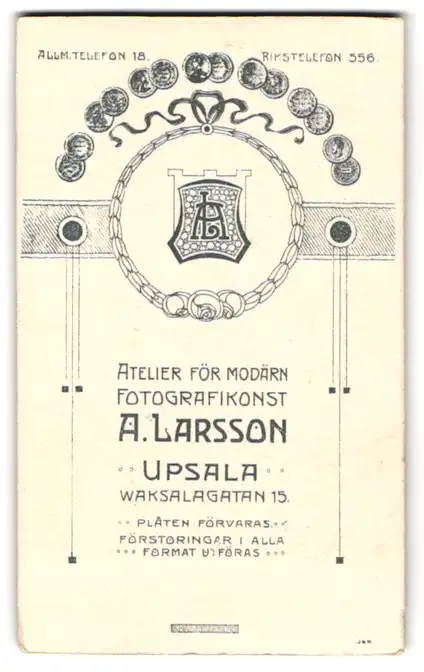 ALLM. TELEFON 18. RIKSTELEFON 556.
AL
ATELIER FÖR MODÄRN
FOTOGRAFIKONST
A. LARSSON
UPSALA
WAKSALAGATAN 15.
PLÅTEN FÖRVARAS.
FÖRSTORINGAR I ALLA
FORMAT UTFÖRAS